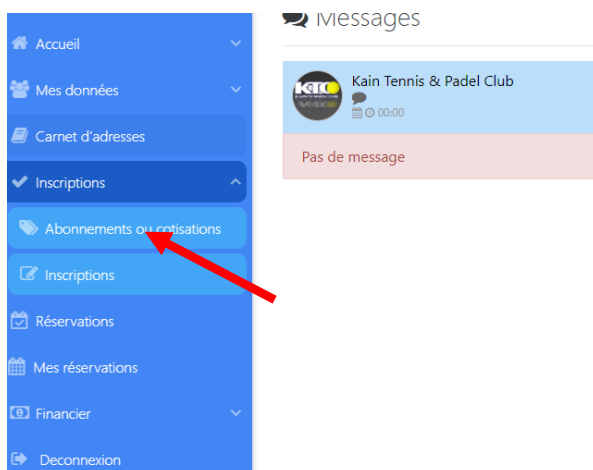 Accueil
Mes données
Carnet d'adresses
Inscriptions
Abonnements ou cotisations
Inscriptions
Réservations
Mes réservations
Financier
Deconnexion
Messages
KTC
Kain Tennis & Padel Club
00:00
Pas de message